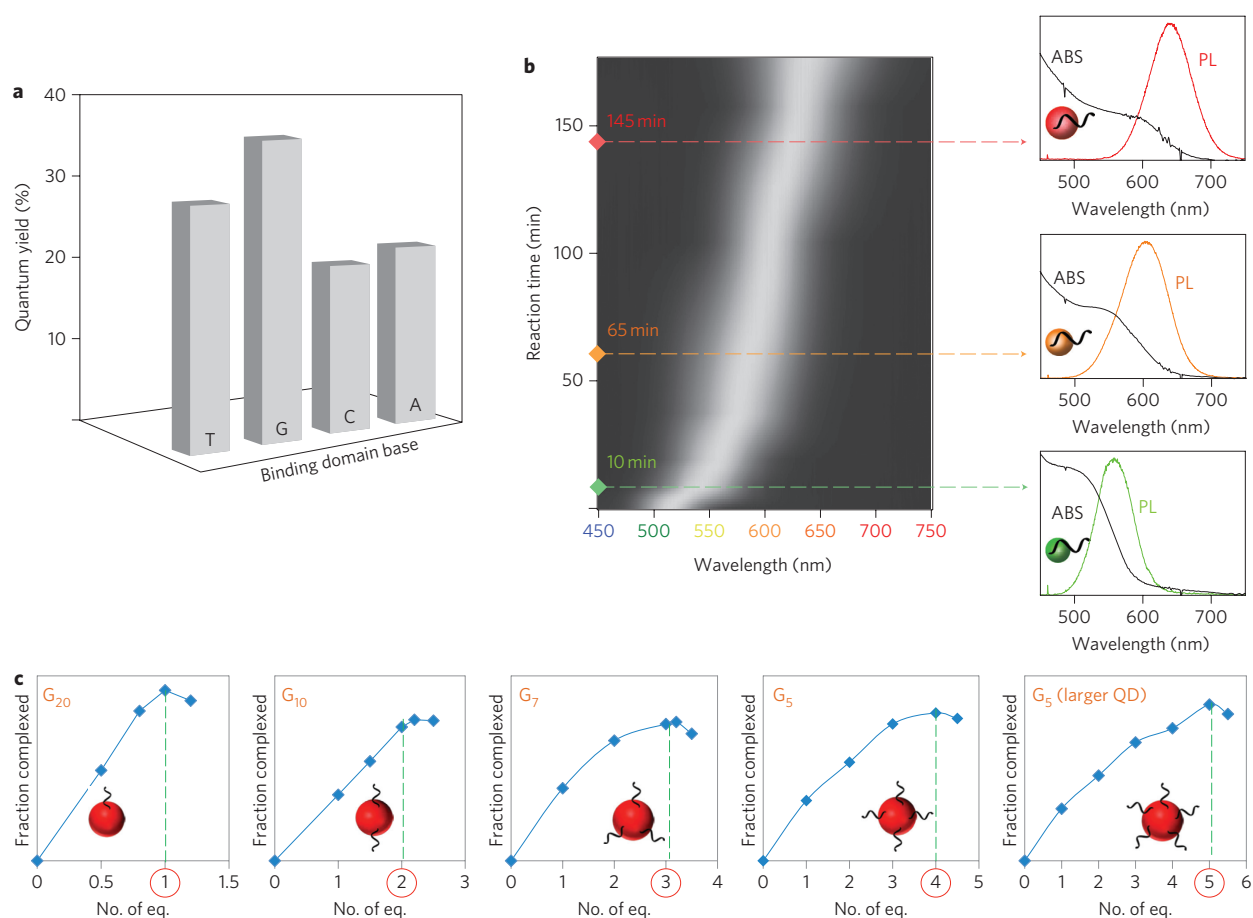 a
40
30
20
10
Quantum yield (%)
T
G
C
A
Binding domain base
b
150
100
50
Reaction time (min)
145 min
65 min
10 min
450 500 550 600 650 700 750
Wavelength (nm)
ABS
PL
500 600 700
Wavelength (nm)
ABS
PL
500 600 700
Wavelength (nm)
ABS
PL
500 600 700
Wavelength (nm)
c
Fraction complexed
G20
0 0.5 1 1.5
No. of eq.
Fraction complexed
G10
0 1 2 3
No. of eq.
Fraction complexed
G7
0 1 2 3 4
No. of eq.
Fraction complexed
G5
0 1 2 3 4 5
No. of eq.
Fraction complexed
G5 (larger QD)
0 1 2 3 4 5 6
No. of eq.